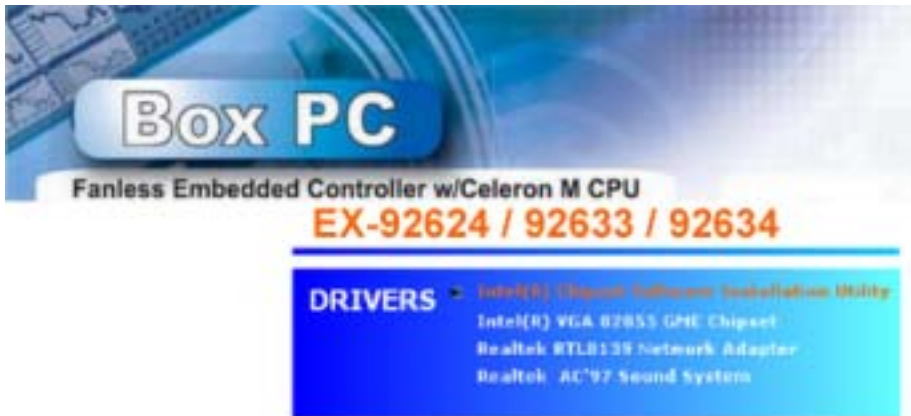 Box PC
Fanless Embedded Controller w/Celeron M CPU
EX-92624 / 92633 / 92634
DRIVERS
Intel(R) Chipset Software Installation Utility
Intel(R) VGA 82855 GME Chipset
Realtek RTL8139 Network Adapter
Realtek AC'97 Sound System